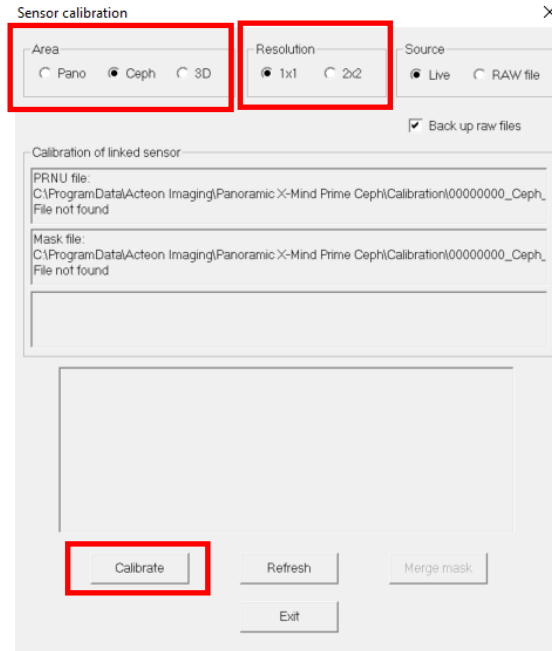 Sensor calibration
Area
Pano Ceph 3D
Resolution
1x1 2x2
Source
Live RAW file
Back up raw files
Calibration of linked sensor
PRNU file:
C:\ProgramData\Acteon Imaging\Panoramic X-Mind Prime Ceph\Calibration\00000000_Ceph_
File not found
Mask file:
C:\ProgramData\Acteon Imaging\Panoramic X-Mind Prime Ceph\Calibration\00000000_Ceph_
File not found
Calibrate Refresh Merge mask
Exit